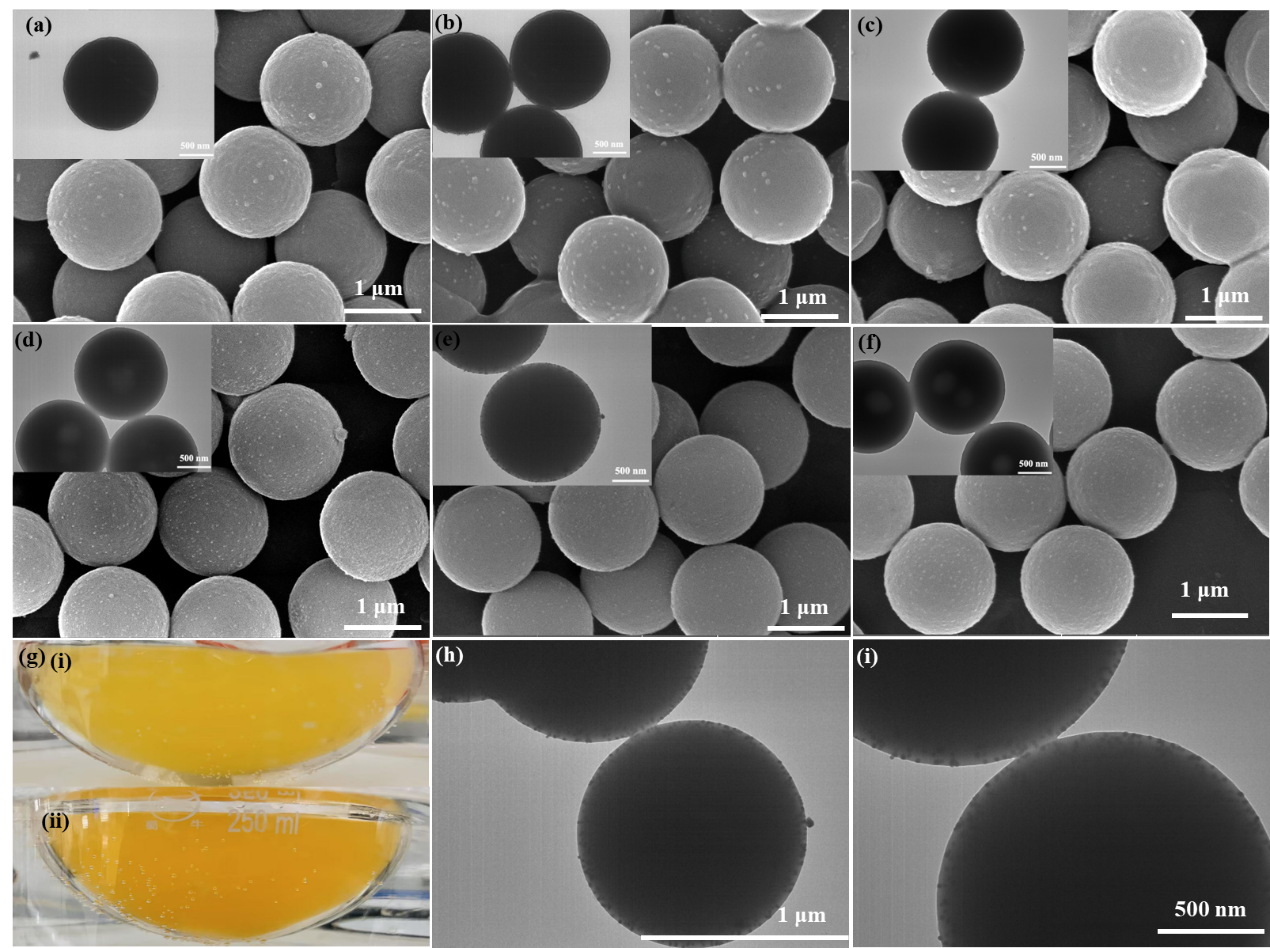 (a)
500 nm
1 μm
(b)
500 nm
1 μm
(c)
500 nm
1 μm
(d)
500 nm
1 μm
(e)
500 nm
1 μm
(f)
500 nm
1 μm
(g) (i)
(ii)
250 ml
(h)
1 μm
(i)
500 nm